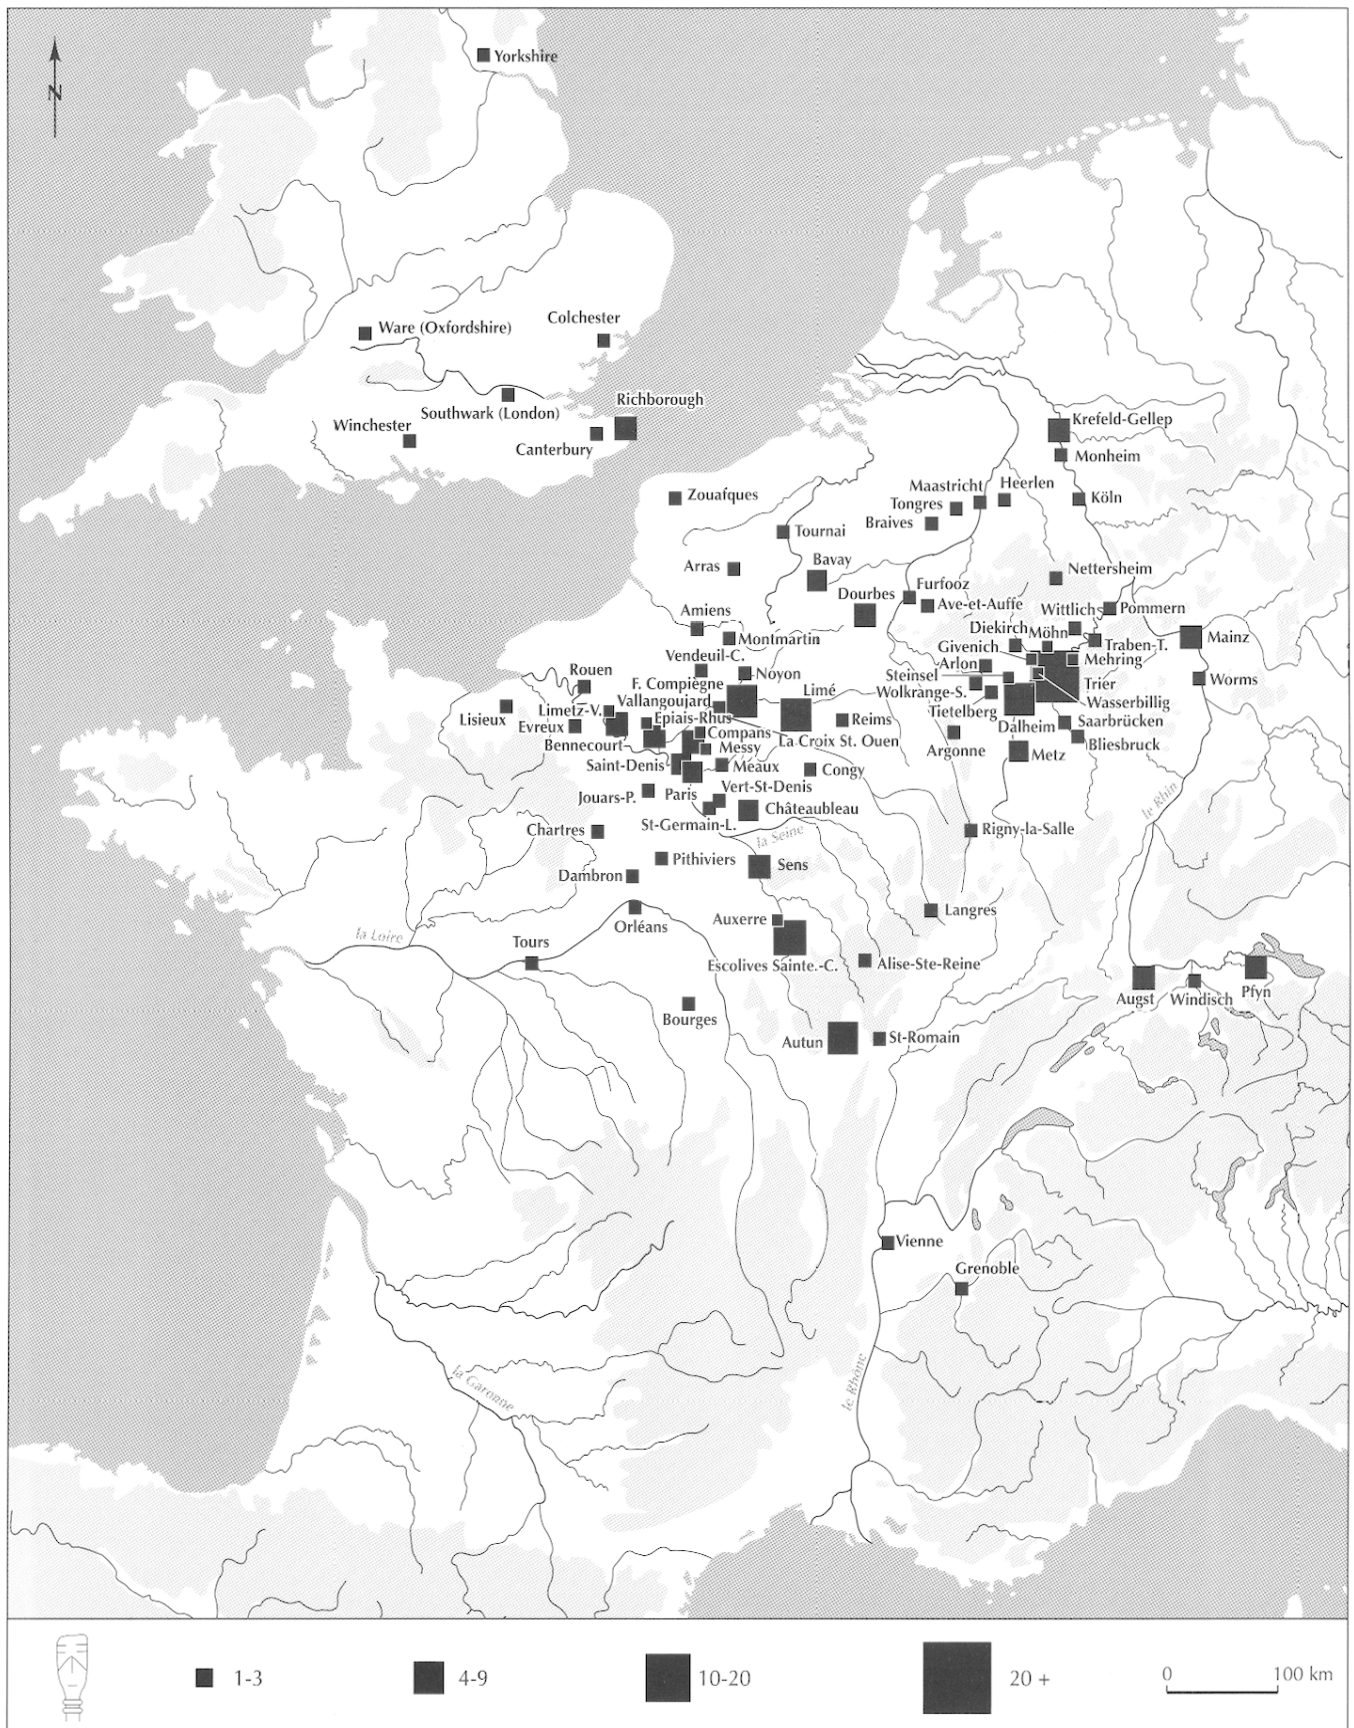 N
Yorkshire
Ware (Oxfordshire)
Colchester
Southwark (London)
Richborough
Winchester
Canterbury
Krefeld-Gellep
Monheim
Zouafques
Maastricht
Heerlen
Tongres
Köln
Braives
Tournai
Arras
Bavay
Nettersheim
Dourbes
Furfooz
Ave-et-Auffe
Wittlich
Pommern
Amiens
Montmartin
Diekirch
Möhn
Traben-T.
Mainz
Givenich
Mehring
Vendeuil-C.
Noyon
Arlon
Steinsel
Trier
Worms
Rouen
F. Compiègne
Limé
Wolkrange-S.
Wasserbillig
Vallangoujard
Lisieux
Limetz-V.
Epiais-Rhus
Reims
Tietelberg
Dalheim
Saarbrücken
Evreux
Compans
La Croix St. Ouen
Bennecourt
Messy
Argonne
Metz
Bliesbruck
Saint-Denis
Meaux
Congy
Jouars-P.
Paris
Vert-St-Denis
Châteaubleau
le Rhin
Chartres
St-Germain-L.
la Seine
Rigny-la-Salle
Pithiviers
Sens
Dambron
Auxerre
Langres
Orléans
la Loire
Tours
Escolives Sainte.-C.
Alise-Ste-Reine
Augst
Windisch
Pfyn
Bourges
Autun
St-Romain
Vienne
Grenoble
la Garonne
le Rhône
1-3
4-9
10-20
20 +
0
100 km